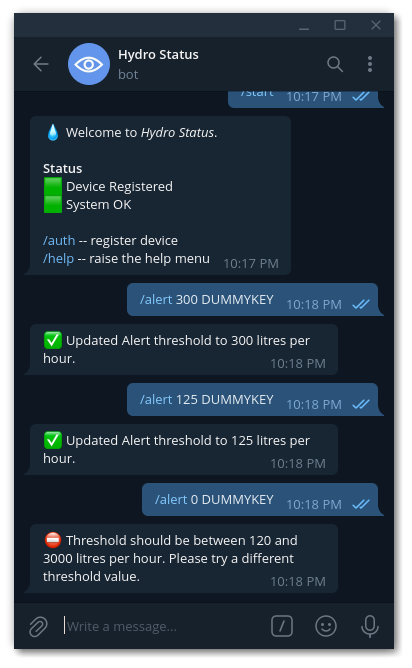 Hydro Status
bot
/start 10:17 PM
💧 Welcome to Hydro Status.
Status
🟩 Device Registered
🟩 System OK
/auth -- register device
/help -- raise the help menu 10:17 PM
/alert 300 DUMMYKEY 10:18 PM
✅ Updated Alert threshold to 300 litres per
hour. 10:18 PM
/alert 125 DUMMYKEY 10:18 PM
✅ Updated Alert threshold to 125 litres per
hour. 10:18 PM
/alert 0 DUMMYKEY 10:18 PM
⛔ Threshold should be between 120 and
3000 litres per hour. Please try a different
threshold value. 10:18 PM
Write a message...